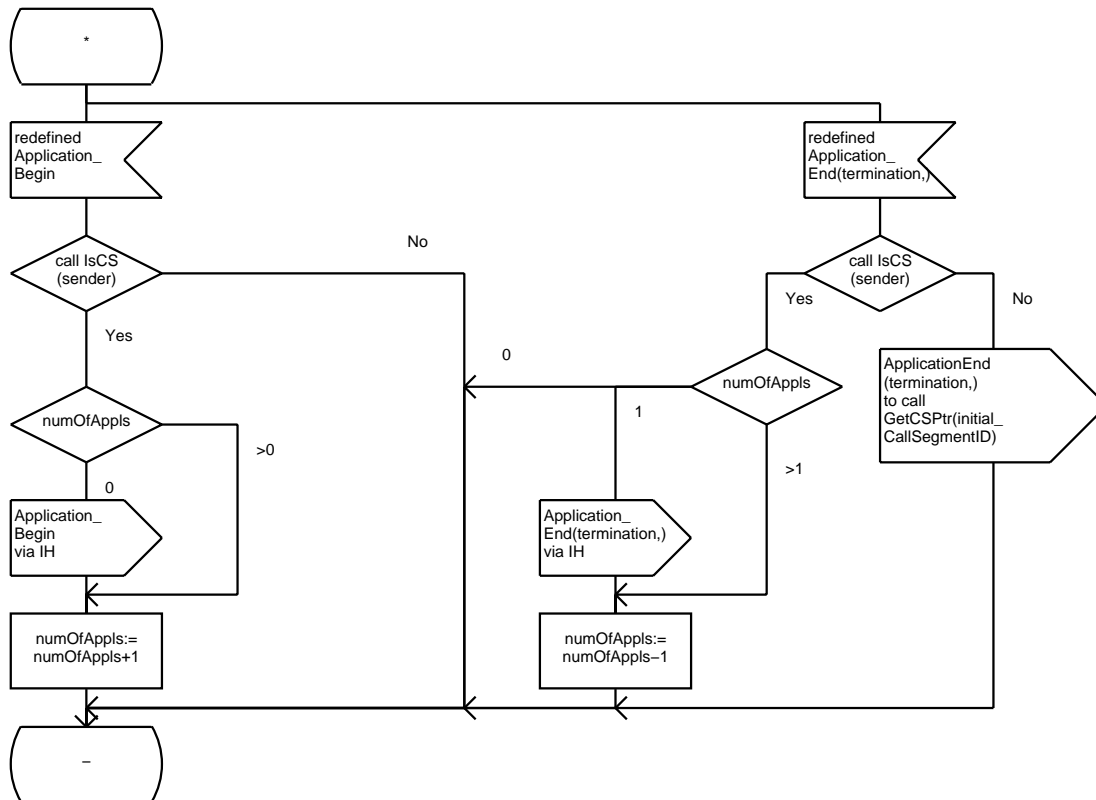 *
redefined
Application_
Begin
redefined
Application_
End(termination,)
call IsCS
(sender)
No
call IsCS
(sender)
Yes
Yes
No
numOfAppls
>0
0
0
numOfAppls
1
>1
ApplicationEnd
(termination,)
to call
GetCSPtr(initial_
CallSegmentID)
Application_
Begin
via IH
Application_
End(termination,)
via IH
numOfAppls:=
numOfAppls+1
numOfAppls:=
numOfAppls−1
−